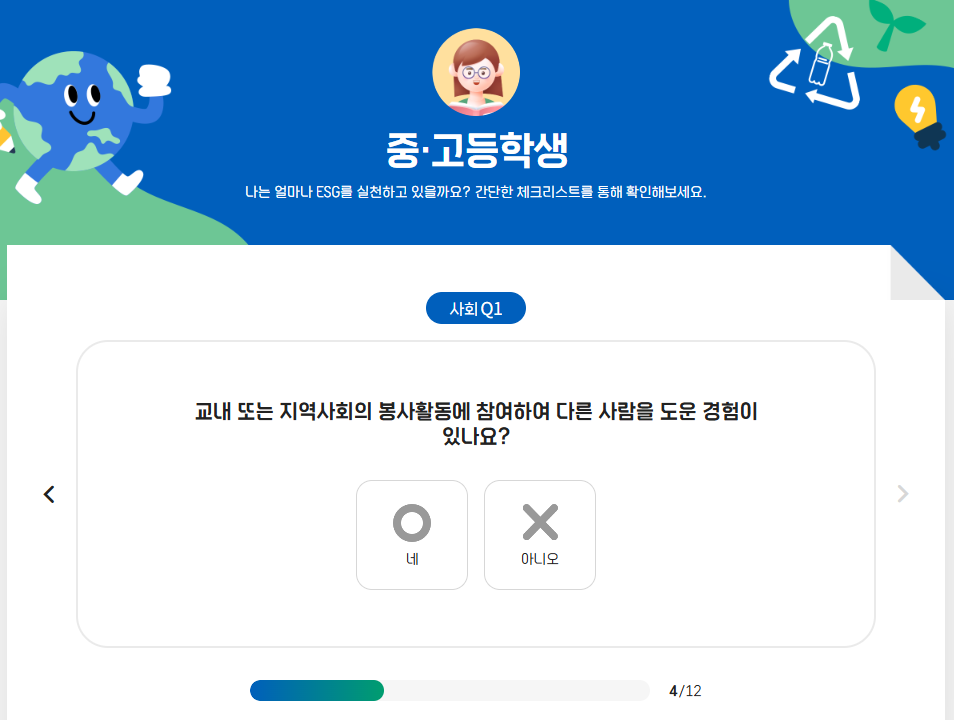 중·고등학생
나는 얼마나 ESG를 실천하고 있을까요? 간단한 체크리스트를 통해 확인해보세요.
사회 Q1
교내 또는 지역사회의 봉사활동에 참여하여 다른 사람을 도운 경험이
있나요?
네
아니오
4/12